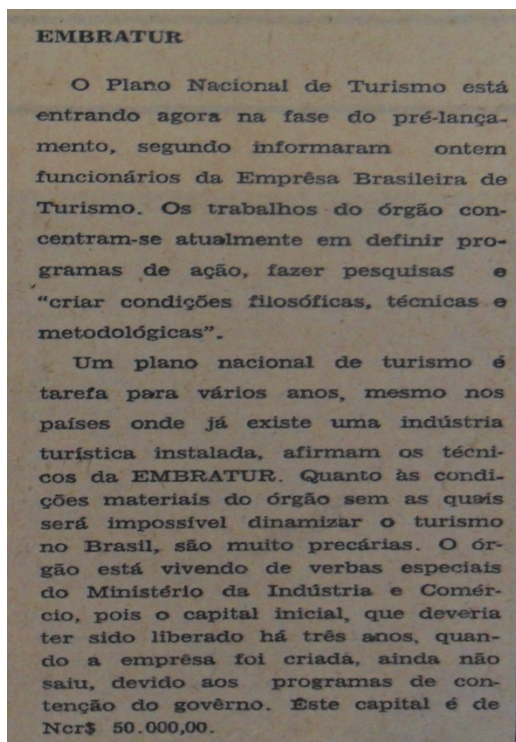 EMBRATUR
O Plano Nacional de Turismo está
entrando agora na fase do pré-lança-
mento, segundo informaram ontem
funcionários da Emprêsa Brasileira de
Turismo. Os trabalhos do órgão con-
centram-se atualmente em definir pro-
gramas de ação, fazer pesquisas e
"criar condições filosóficas, técnicas e
metodológicas".
Um plano nacional de turismo é
tarefa para vários anos, mesmo nos
países onde já existe uma indústria
turística instalada, afirmam os técni-
cos da EMBRATUR. Quanto às condi-
ções materiais do órgão sem as quais
será impossível dinamizar o turismo
no Brasil, são muito precárias. O ór-
gão está vivendo de verbas especiais
do Ministério da Indústria e Comér-
cio, pois o capital inicial, que deveria
ter sido liberado há três anos, quan-
do a emprêsa foi criada, ainda não
saiu, devido aos programas de con-
tenção do govêrno. Êste capital é de
Ncr$ 50.000,00.